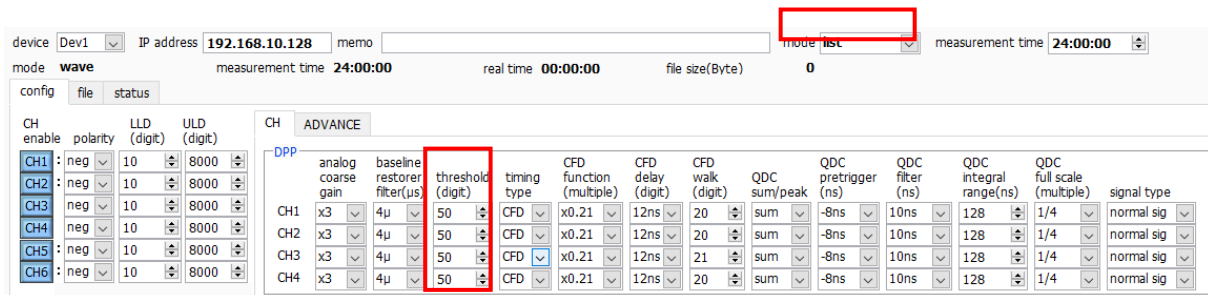 device Dev1 IP address 192.168.10.128 memo mode list measurement time 24:00:00
mode wave measurement time 24:00:00 real time 00:00:00 file size(Byte) 0
config file status
CH enable polarity LLD (digit) ULD (digit)
CH1 : neg 10 8000
CH2 : neg 10 8000
CH3 : neg 10 8000
CH4 : neg 10 8000
CH5 : neg 10 8000
CH6 : neg 10 8000
CH ADVANCE
DPP
analog coarse gain baseline restorer filter(μs) threshold (digit) timing type CFD function (multiple) CFD delay (digit) CFD walk (digit) QDC sum/peak QDC pretrigger (ns) QDC filter (ns) QDC integral range(ns) QDC full scale (multiple) signal type
CH1 x3 4μ 50 CFD x0.21 12ns 20 sum -8ns 10ns 128 1/4 normal sig
CH2 x3 4μ 50 CFD x0.21 12ns 20 sum -8ns 10ns 128 1/4 normal sig
CH3 x3 4μ 50 CFD x0.21 12ns 21 sum -8ns 10ns 128 1/4 normal sig
CH4 x3 4μ 50 CFD x0.21 12ns 20 sum -8ns 10ns 128 1/4 normal sig